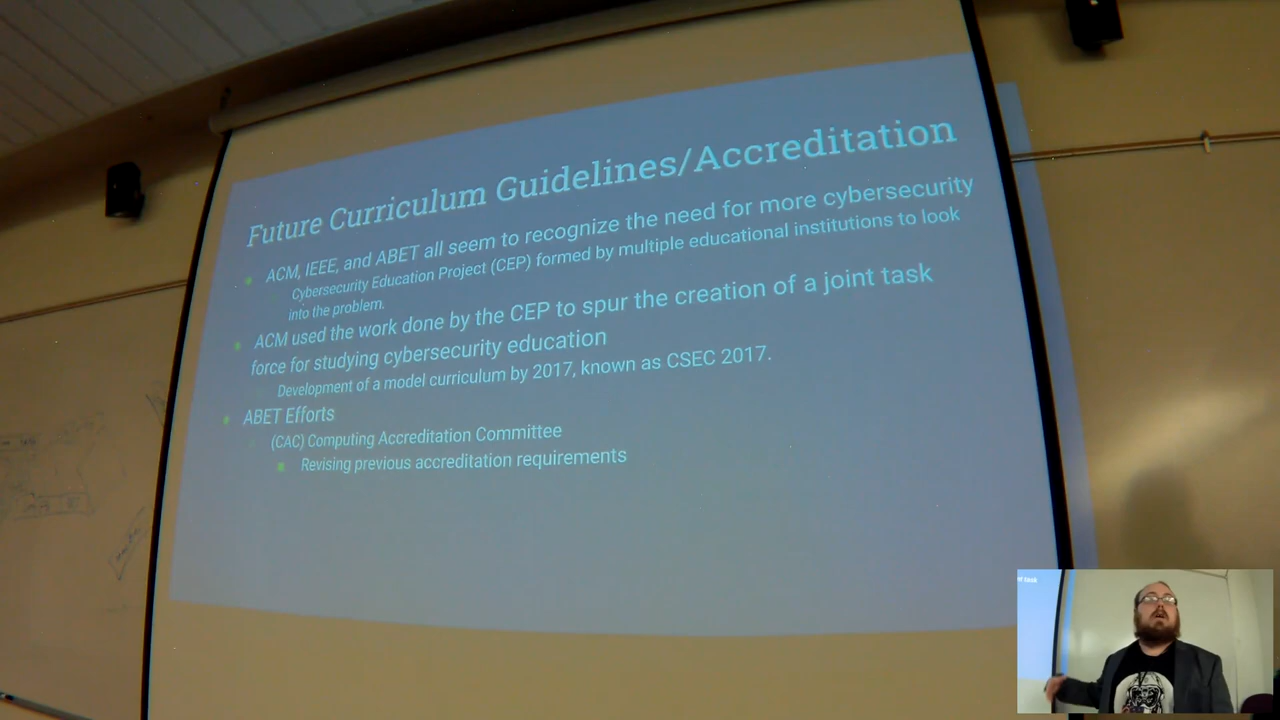 Future Curriculum Guidelines/Accreditation
ACM, IEEE, and ABET all seem to recognize the need for more cybersecurity
Cybersecurity Education Project (CEP) formed by multiple educational institutions to look
into the problem.
ACM used the work done by the CEP to spur the creation of a joint task
force for studying cybersecurity education
Development of a model curriculum by 2017, known as CSEC 2017.
ABET Efforts
(CAC) Computing Accreditation Committee
Revising previous accreditation requirements
task